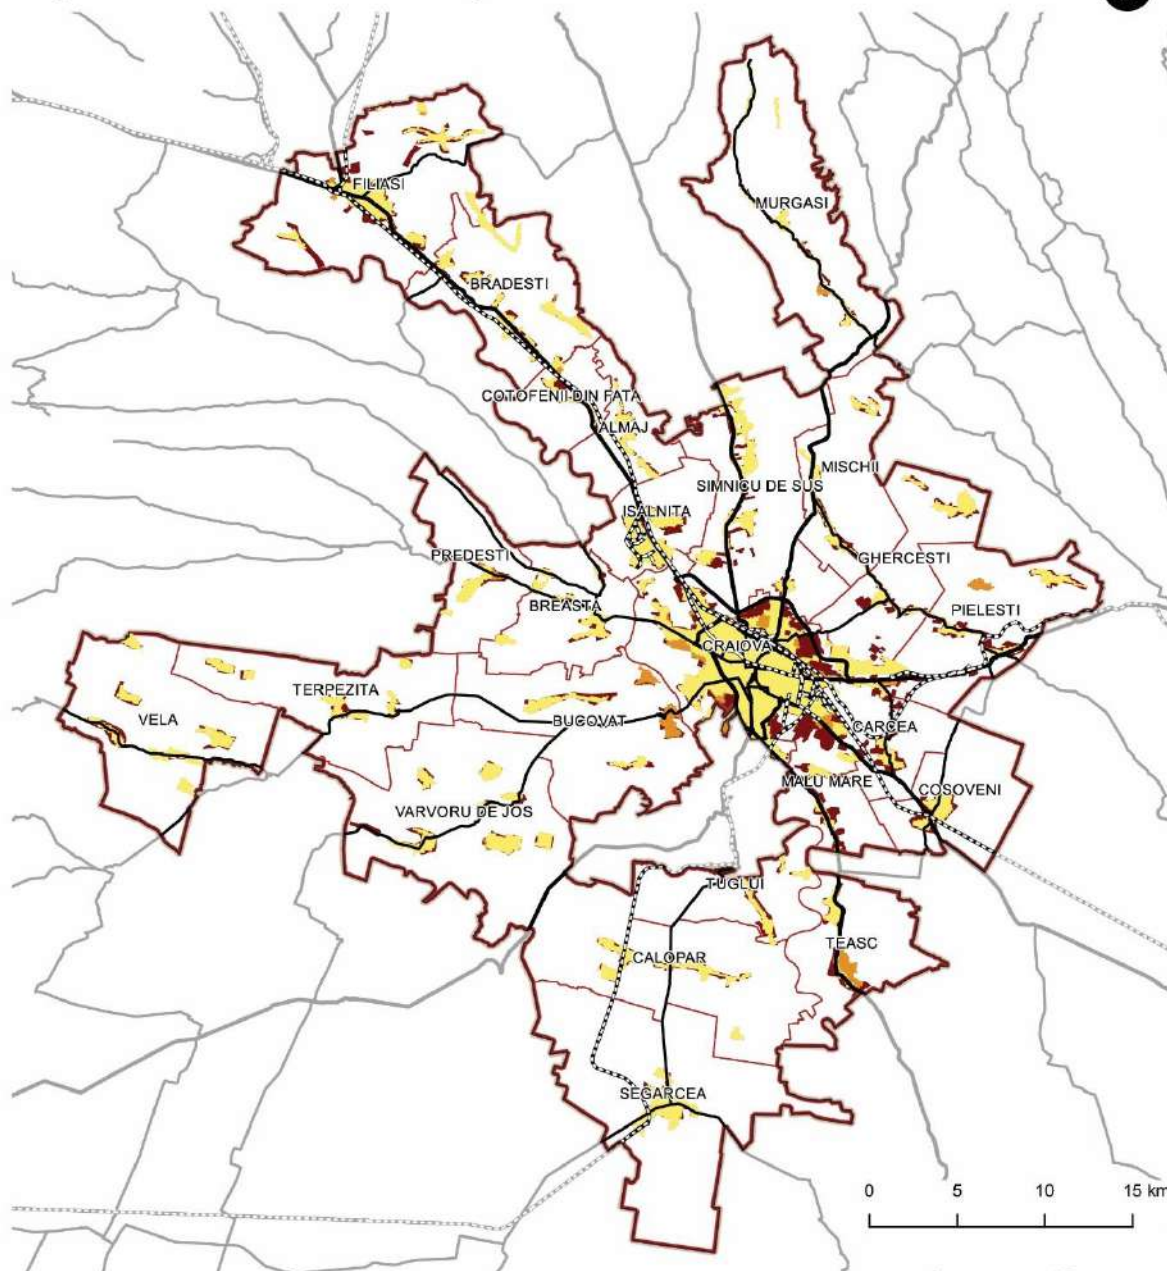 FILIASI
MURGASI
BRADESTI
COTOFENII DIN FATA
ALMAJ
MISCHII
SIMNICU DE SUS
ISALNITA
PREDESTI
GHERCESTI
BREASTA
PIELESTI
CRAIOVA
TERPEZITA
VELA
BUCOVAT
CARCEA
MALU MARE
COSOVENI
VARVORU DE JOS
TUGLUI
TEASC
CALOPAR
SEGARCEA
0 5 10 15 km